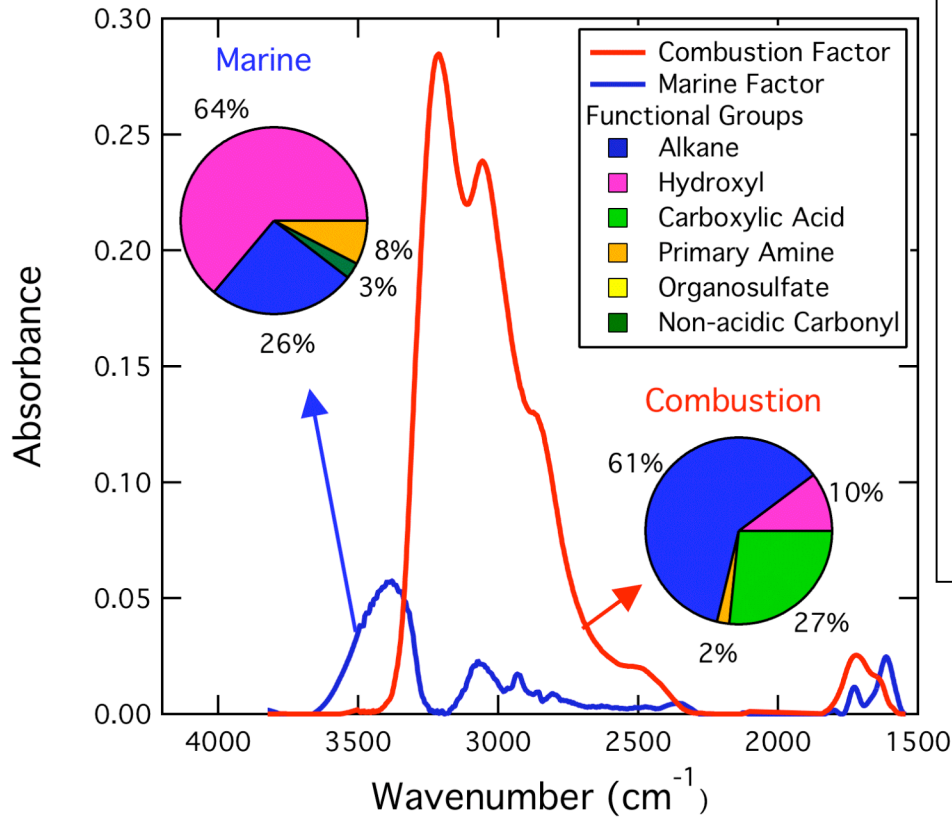 0.30
0.25
0.20
0.15
0.10
0.05
0.00
Absorbance
4000
3500
3000
2500
2000
1500
Wavenumber (cm⁻¹)
Marine
64%
8%
3%
26%
Combustion Factor
Marine Factor
Functional Groups
Alkane
Hydroxyl
Carboxylic Acid
Primary Amine
Organosulfate
Non-acidic Carbonyl
Combustion
61%
10%
27%
2%